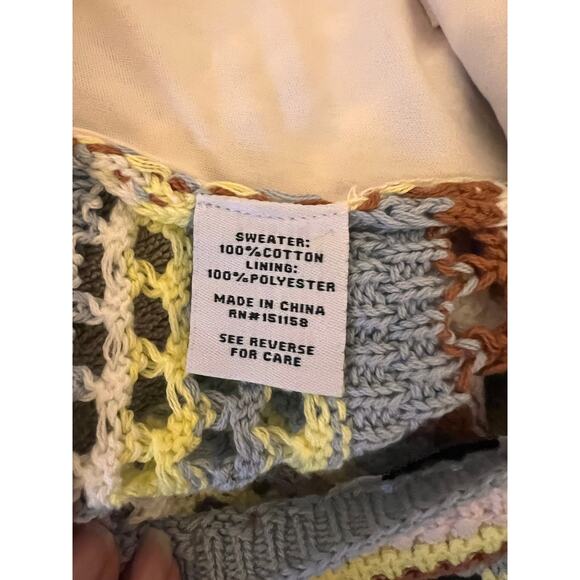 SWEATER:
100%COTTON
LINING:
100%POLYESTER
MADE IN CHINA
RN#151158
SEE REVERSE
FOR CARE